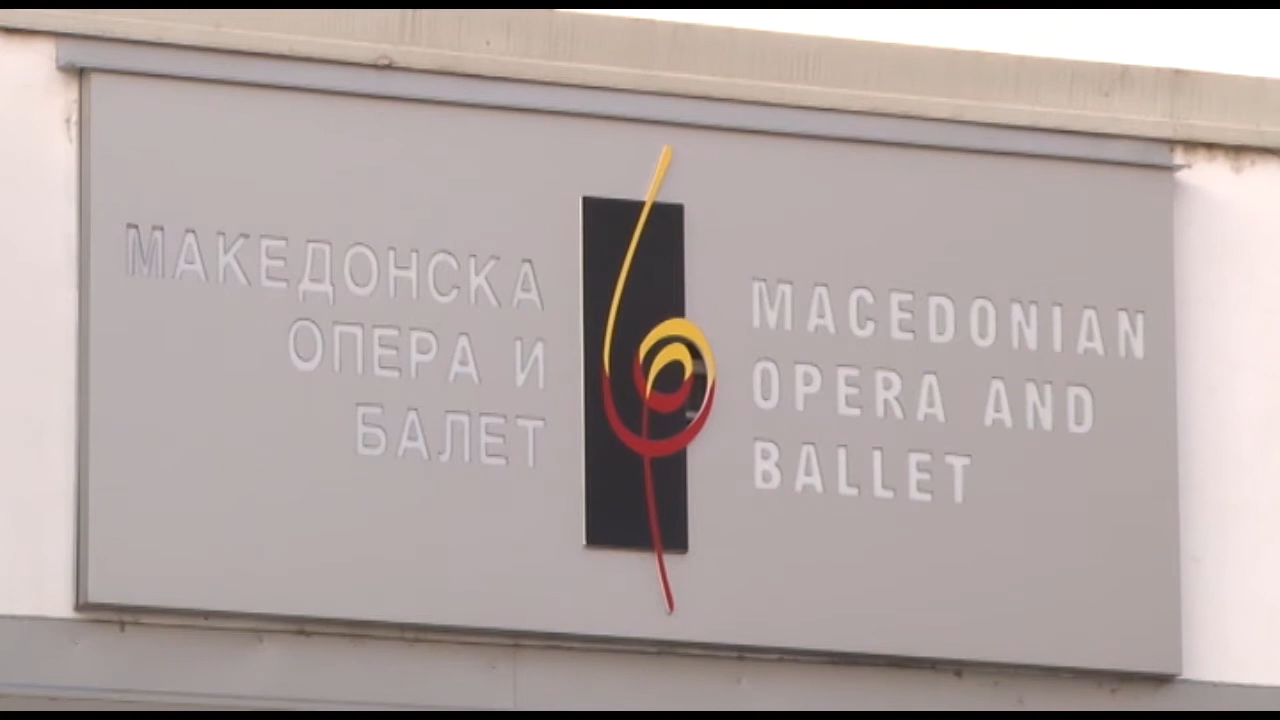 МАКЕДОНСКА
ОПЕРА И
БАЛЕТ
MACEDONIAN
OPERA AND
BALLET